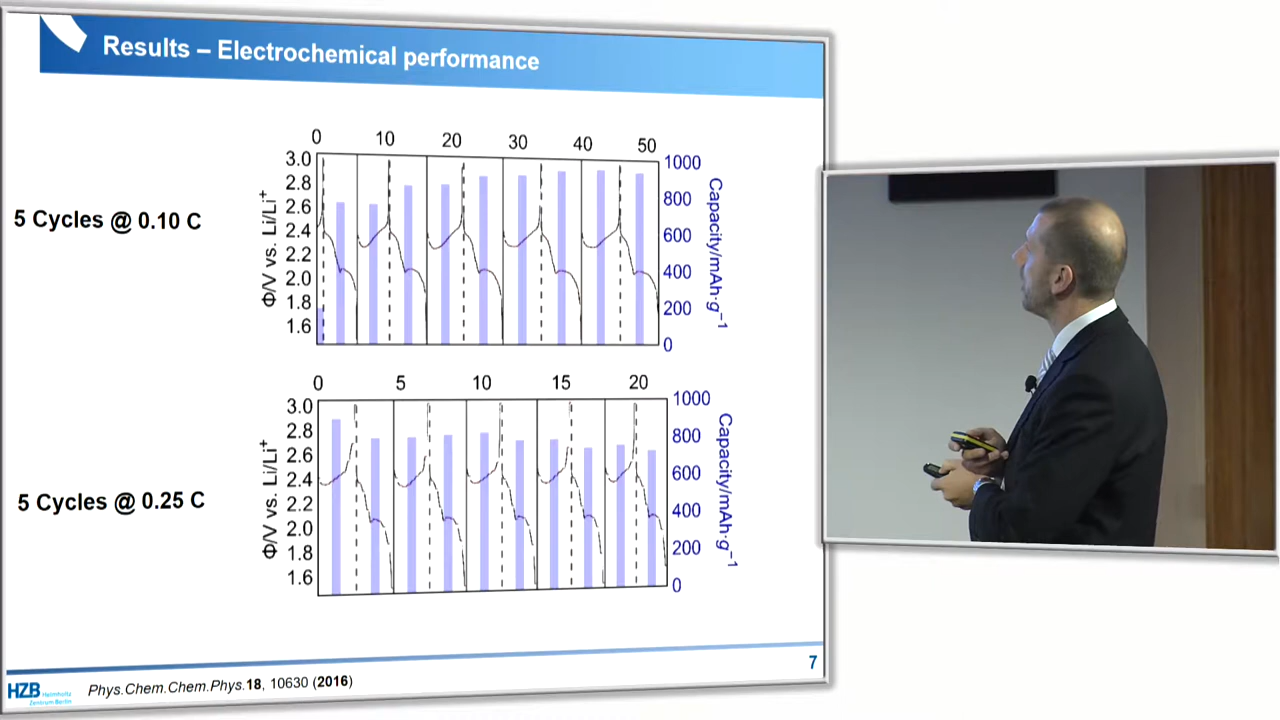 Results – Electrochemical performance
5 Cycles @ 0.10 C
0 10 20 30 40 50
3.0
2.8
2.6
2.4
2.2
2.0
1.8
1.6
Φ/V vs. Li/Li⁺
1000
800
600
400
200
0
Capacity/mAh·g⁻¹
5 Cycles @ 0.25 C
0 5 10 15 20
3.0
2.8
2.6
2.4
2.2
2.0
1.8
1.6
Φ/V vs. Li/Li⁺
1000
800
600
400
200
0
Capacity/mAh·g⁻¹
7
HZB Helmholtz
Zentrum Berlin
Phys.Chem.Chem.Phys.18, 10630 (2016)